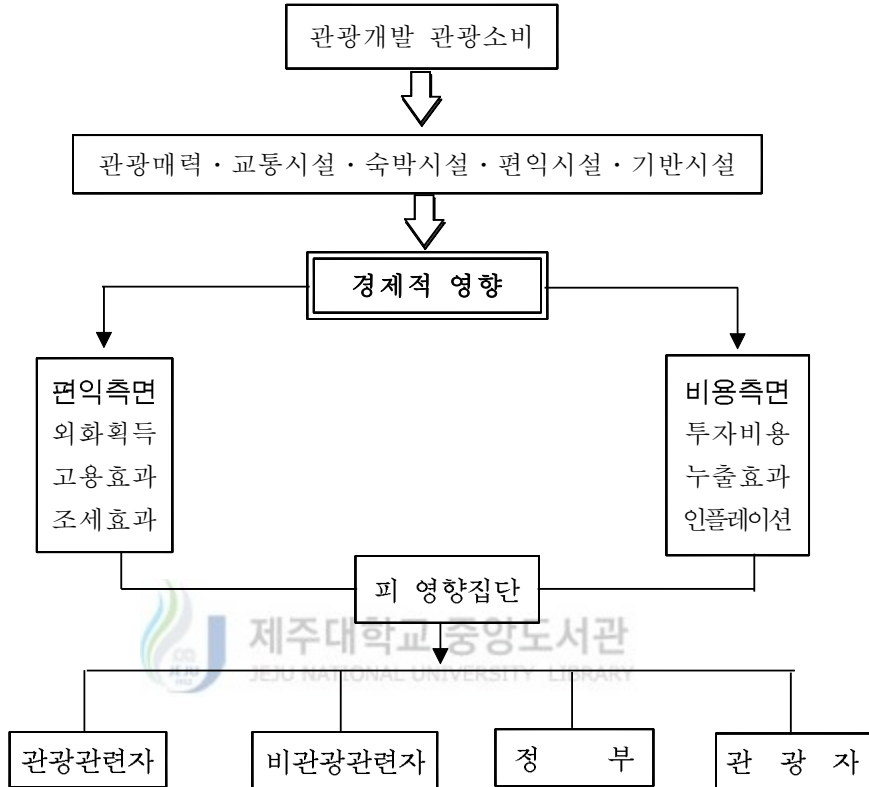 관광개발 관광소비
관광매력·교통시설·숙박시설·편익시설·기반시설
경제적 영향
편익측면
외화획득
고용효과
조세효과
비용측면
투자비용
누출효과
인플레이션
피 영향집단
제주대학교 중앙도서관
JEJU NATIONAL UNIVERSITY LIBRARY
관광관련자
비관광관련자
정 부
관 광 자